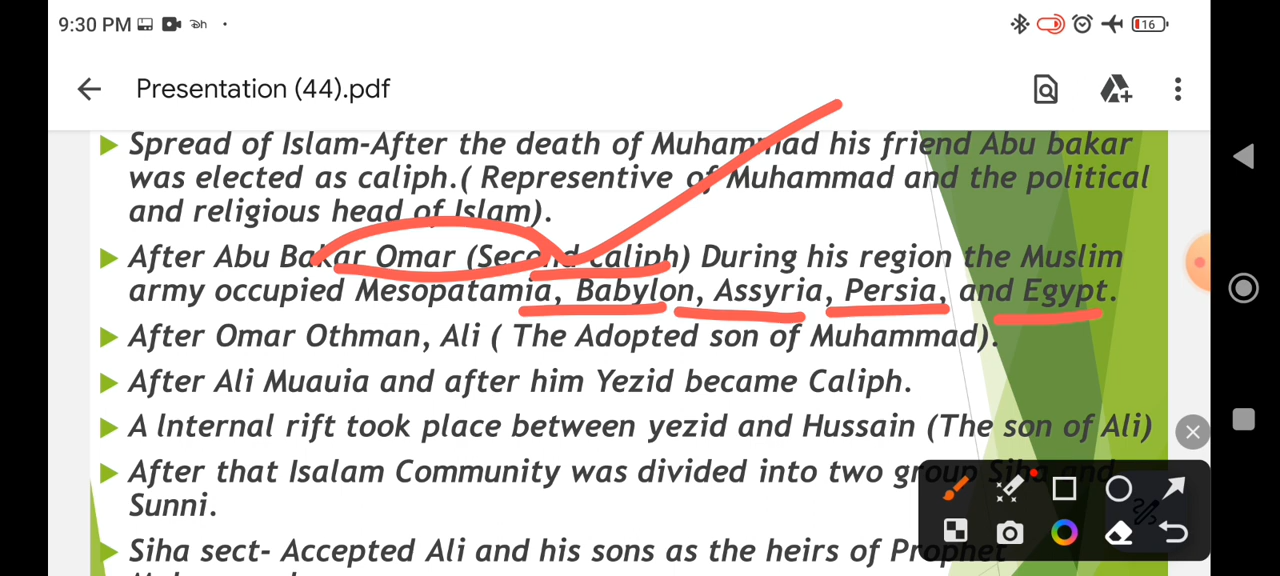 9:30 PM
16
Presentation (44).pdf
Spread of Islam-After the death of Muhammad his friend Abu bakar
was elected as caliph.( Representive of Muhammad and the political
and religious head of Islam).
After Abu Bakar Omar (Second Caliph) During his region the Muslim
army occupied Mesopatamia, Babylon, Assyria, Persia, and Egypt.
After Omar Othman, Ali ( The Adopted son of Muhammad).
After Ali Muauia and after him Yezid became Caliph.
A lnternal rift took place between yezid and Hussain (The son of Ali)
After that Isalam Community was divided into two group Siha and
Sunni.
Siha sect- Accepted Ali and his sons as the heirs of Prophet